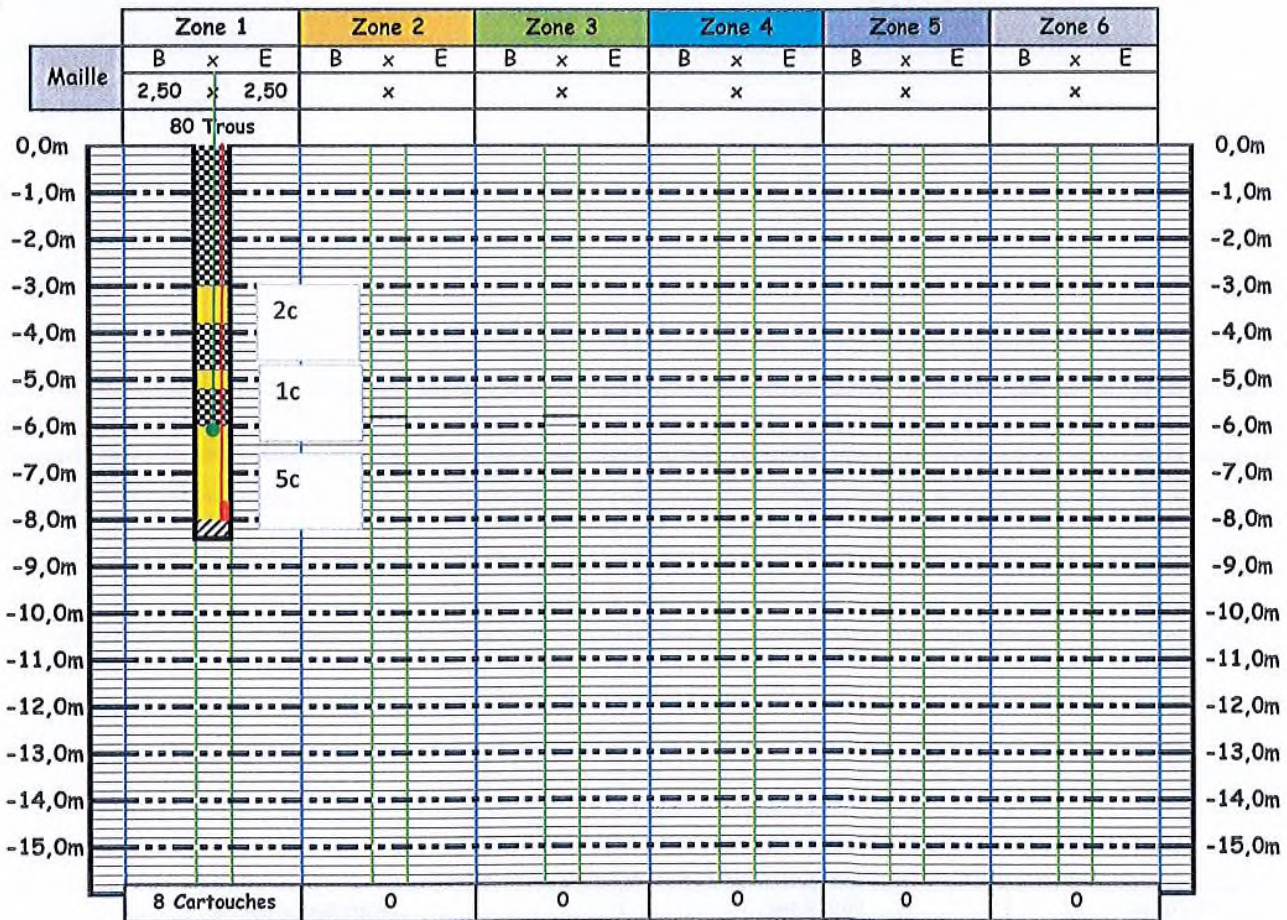 Zone 1 Zone 2 Zone 3 Zone 4 Zone 5 Zone 6
Maille
B x E B x E B x E B x E B x E B x E
2,50 x 2,50 x x x x x
80 Trous
0,0m 0,0m
-1,0m -1,0m
-2,0m -2,0m
-3,0m -3,0m
2c
-4,0m -4,0m
-5,0m -5,0m
1c
-6,0m -6,0m
-7,0m -7,0m
5c
-8,0m -8,0m
-9,0m -9,0m
-10,0m -10,0m
-11,0m -11,0m
-12,0m -12,0m
-13,0m -13,0m
-14,0m -14,0m
-15,0m -15,0m
8 Cartouches 0 0 0 0 0